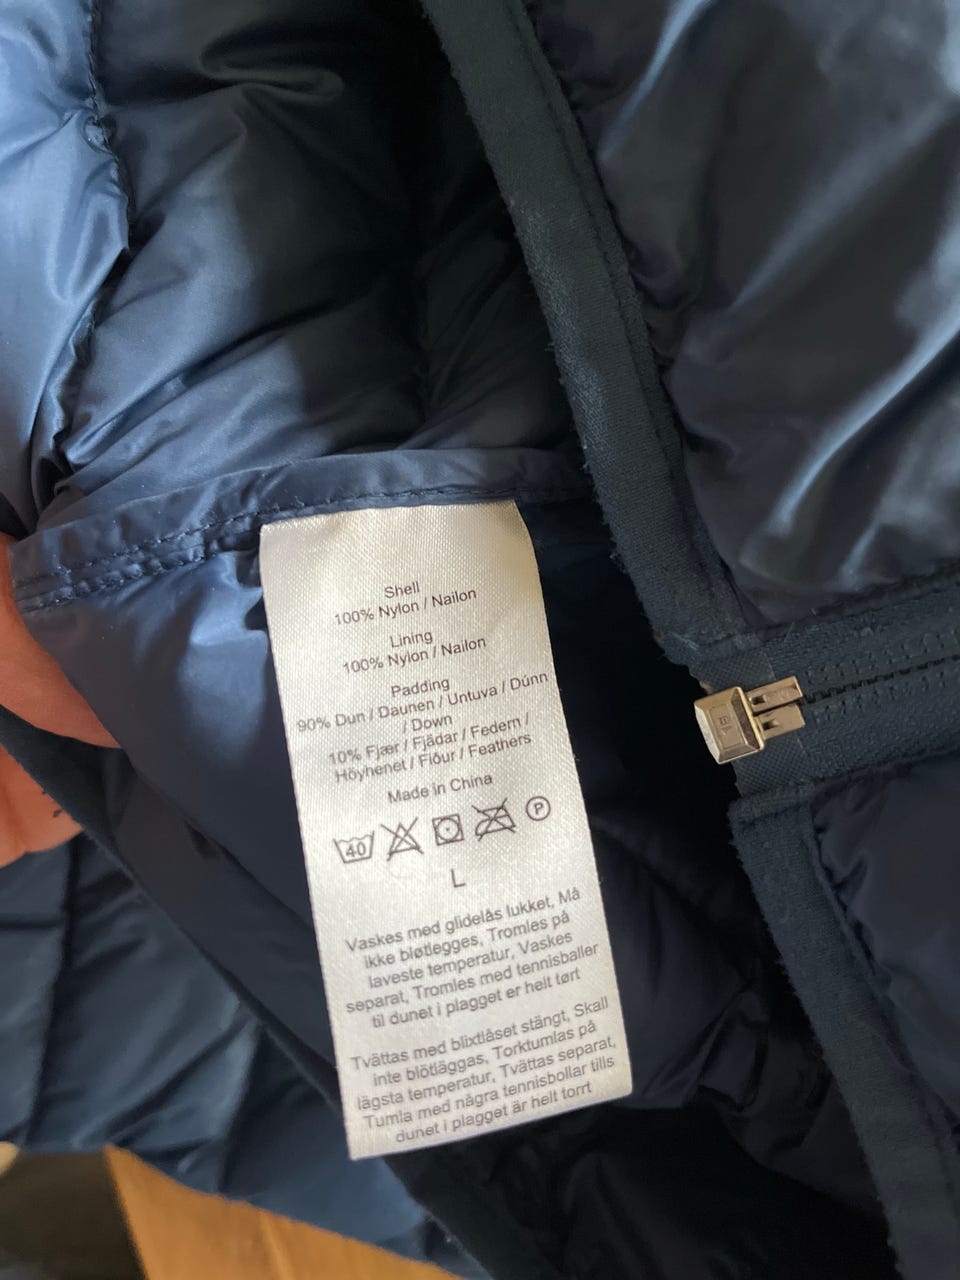 Shell
100% Nylon / Nailon
Lining
100% Nylon / Nailon
Padding
90% Dun / Daunen / Untuva / Dúnn
/ Down
10% Fjær / Fjädar / Federn /
Höyhenet / Fiður / Feathers
Made in China
40 P
L
Vaskes med glidelås lukket, Må
ikke bløtlegges, Tromles på
laveste temperatur, Vaskes
separat, Tromles med tennisballer
til dunet i plagget er helt tørt
Tvättas med blixtlåset stängt, Skall
inte blötläggas, Torktumlas på
lägsta temperatur, Tvättas separat,
Tumla med några tennisbollar tills
dunet i plagget är helt torrt